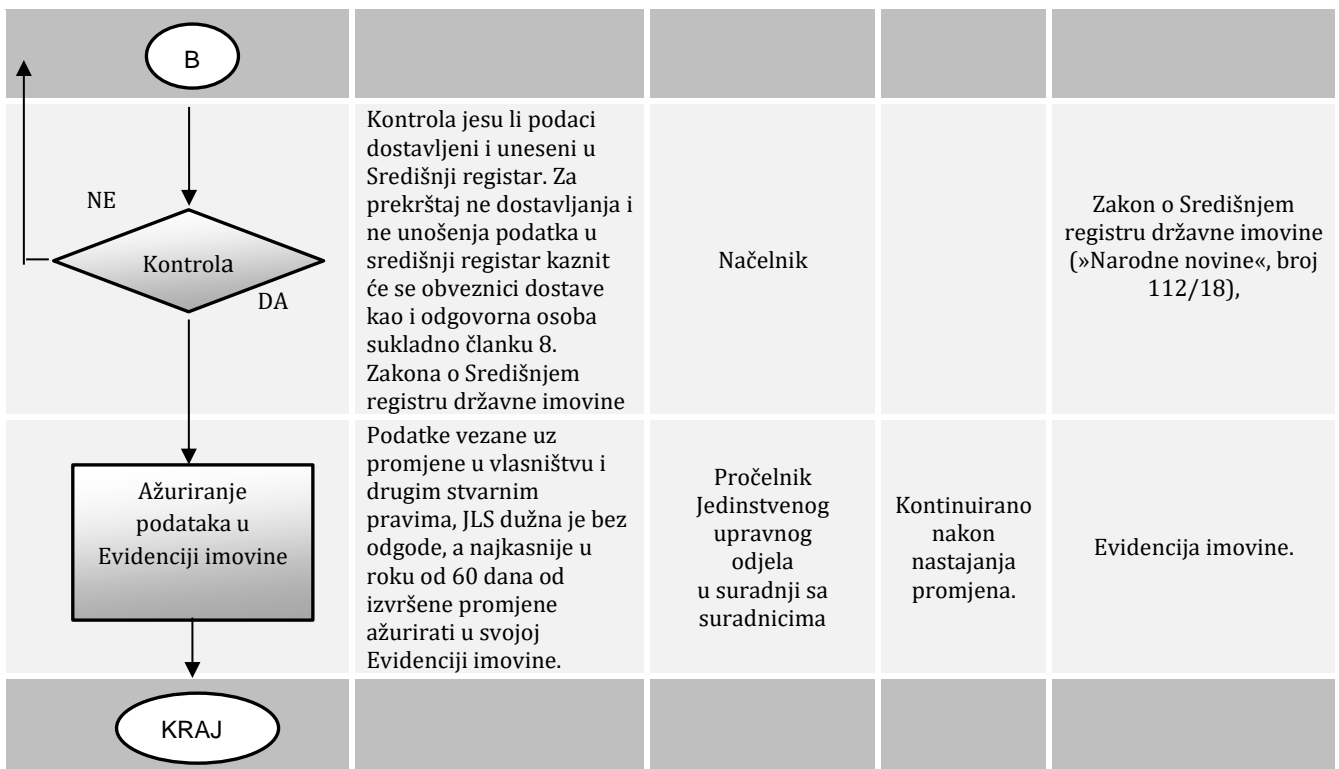 B
NE
Kontrola
DA
Kontrola jesu li podaci
dostavljeni i uneseni u
Središnji registar. Za
prekrštaj ne dostavljanja i
ne unošenja podatka u
središnji registar kaznit
će se obveznici dostave
kao i odgovorna osoba
sukladno članku 8.
Zakona o Središnjem
registru državne imovine
Načelnik
Zakon o Središnjem
registru državne imovine
(»Narodne novine«, broj
112/18),
Ažuriranje
podataka u
Evidenciji imovine
Podatke vezane uz
promjene u vlasništvu i
drugim stvarnim
pravima, JLS dužna je bez
odgode, a najkasnije u
roku od 60 dana od
izvršene promjene
ažurirati u svojoj
Evidenciji imovine.
Pročelnik
Jedinstvenog
upravnog
odjela
u suradnji sa
suradnicima
Kontinuirano
nakon
nastajanja
promjena.
Evidencija imovine.
KRAJ